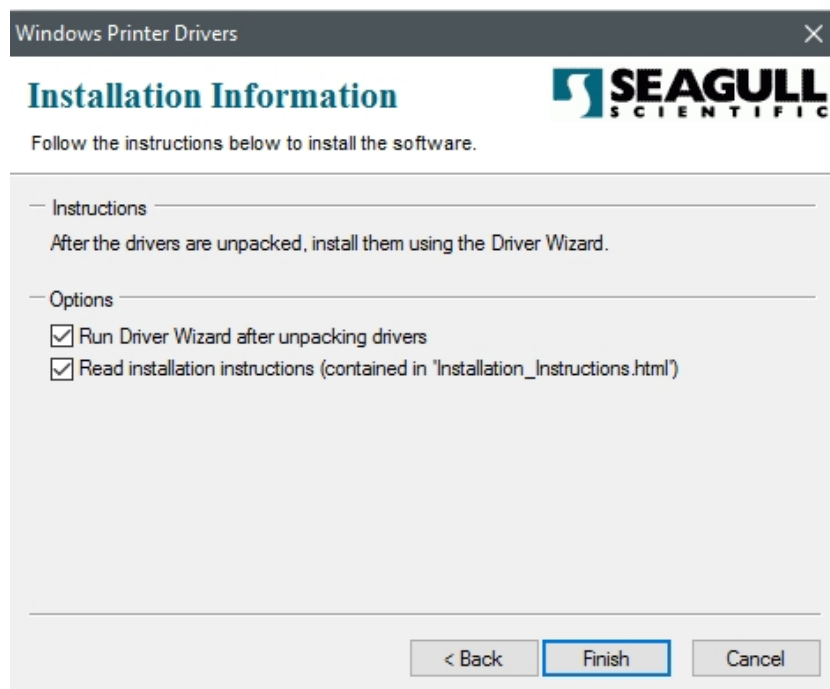 Windows Printer Drivers
Installation Information
SEAGULL
SCIENTIFIC
Follow the instructions below to install the software.
Instructions
After the drivers are unpacked, install them using the Driver Wizard.
Options
Run Driver Wizard after unpacking drivers
Read installation instructions (contained in "Installation_Instructions.html")
< Back Finish Cancel